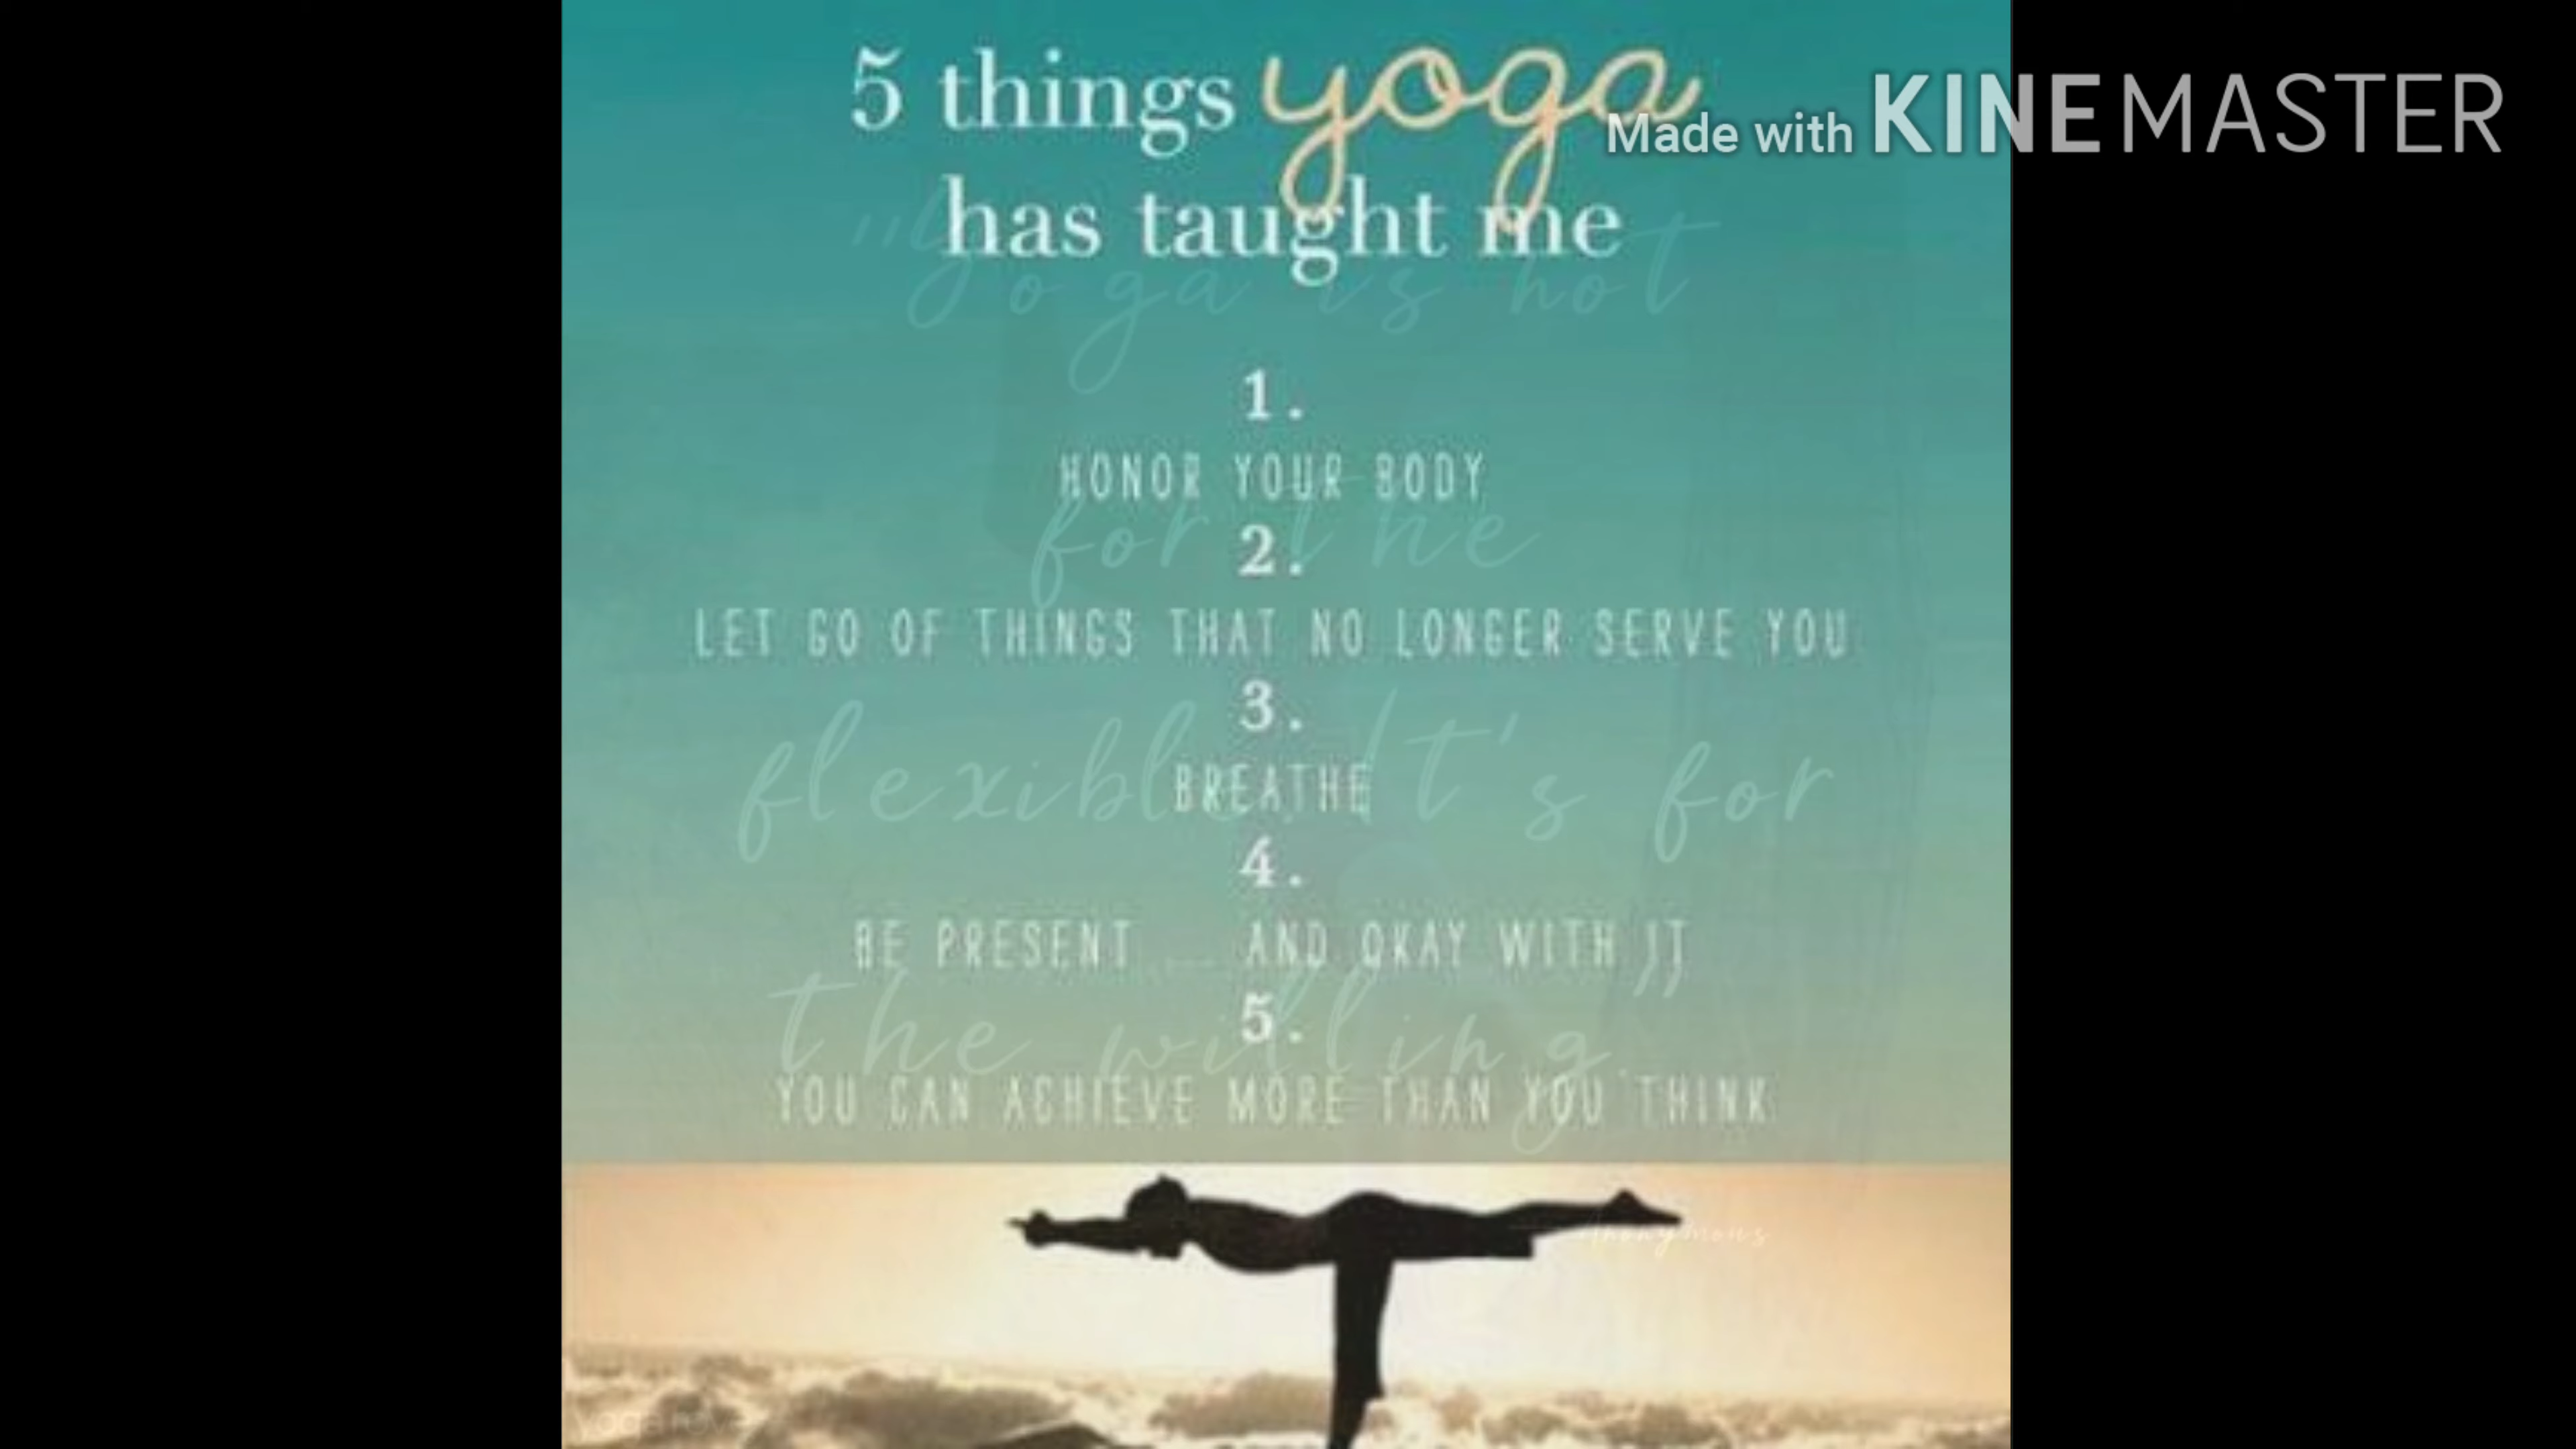 5 things yoga
Made with KINEMASTER
has taught me
"Yoga is not
1.
HONOR YOUR BODY
for the
2.
LET GO OF THINGS THAT NO LONGER SERVE YOU
3.
flexible. It's for
BREATHE
4.
BE PRESENT AND OKAY WITH IT
the willing."
5.
YOU CAN ACHIEVE MORE THAN YOU THINK
Anonymous